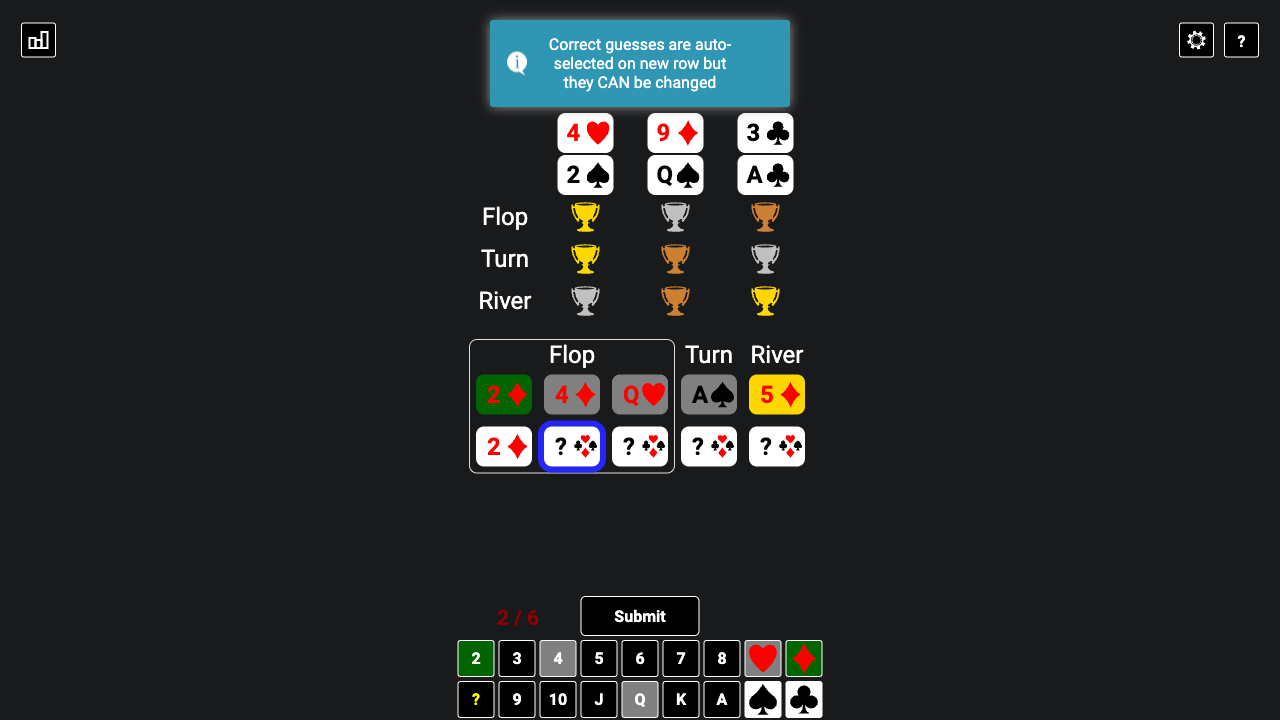 ?
i
Correct guesses are auto-
selected on new row but
they CAN be changed
4 9 3
2 Q A
Flop
Turn
River
Flop Turn River
2 4 Q A 5
2 ? ? ? ?
2 / 6 Submit
2 3 4 5 6 7 8
? 9 10 J Q K A